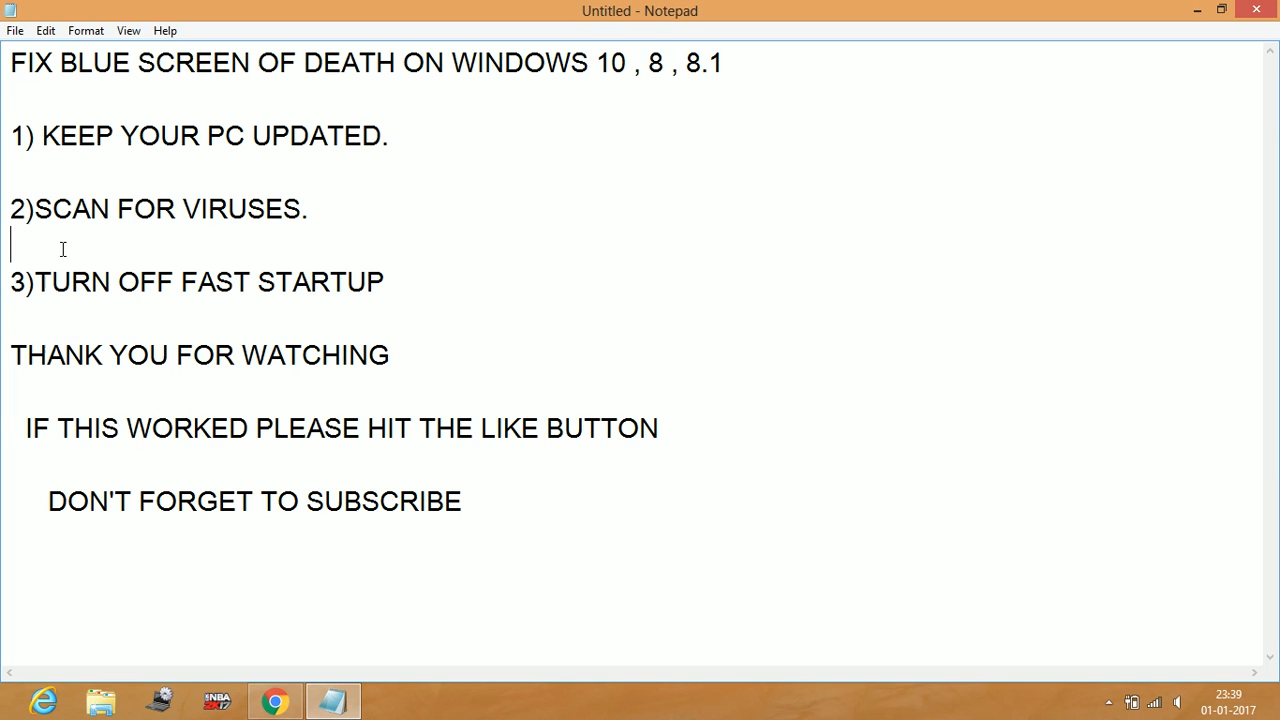 Untitled - Notepad
File Edit Format View Help
FIX BLUE SCREEN OF DEATH ON WINDOWS 10 , 8 , 8.1
1) KEEP YOUR PC UPDATED.
2)SCAN FOR VIRUSES.
3)TURN OFF FAST STARTUP
THANK YOU FOR WATCHING
IF THIS WORKED PLEASE HIT THE LIKE BUTTON
DON'T FORGET TO SUBSCRIBE
NBA
2K17
23:39
01-01-2017